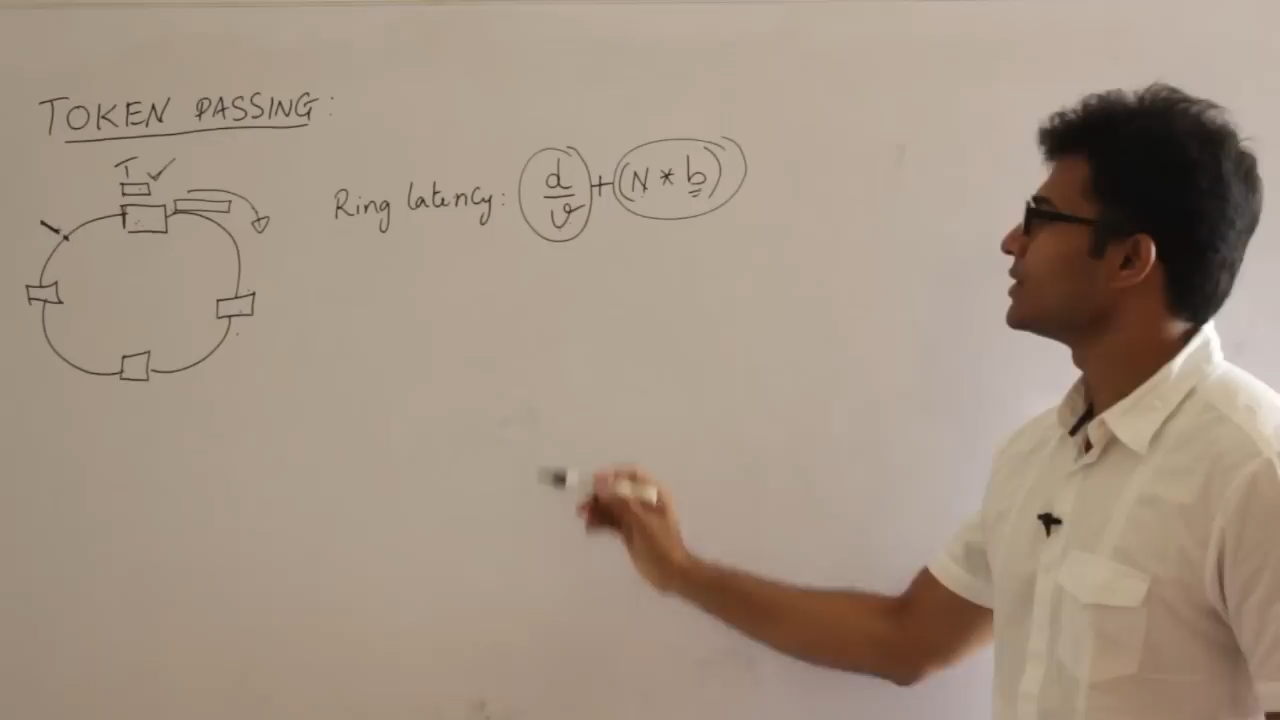 TOKEN PASSING:
T ✓
Ring latency: d/v + (N * b)